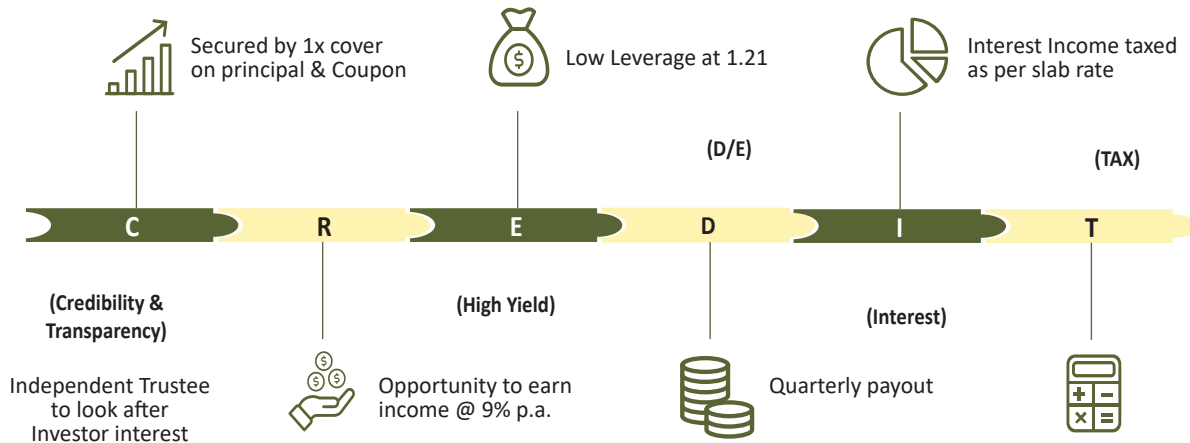 Secured by 1x cover
on principal & Coupon
$
Low Leverage at 1.21
Interest Income taxed
as per slab rate
(D/E)
(TAX)
C
R
E
D
I
T
(Credibility &
Transparency)
(High Yield)
(Interest)
Independent Trustee
to look after
Investor interest
$
$ $
Opportunity to earn
income @ 9% p.a.
Quarterly payout
+ -
× =